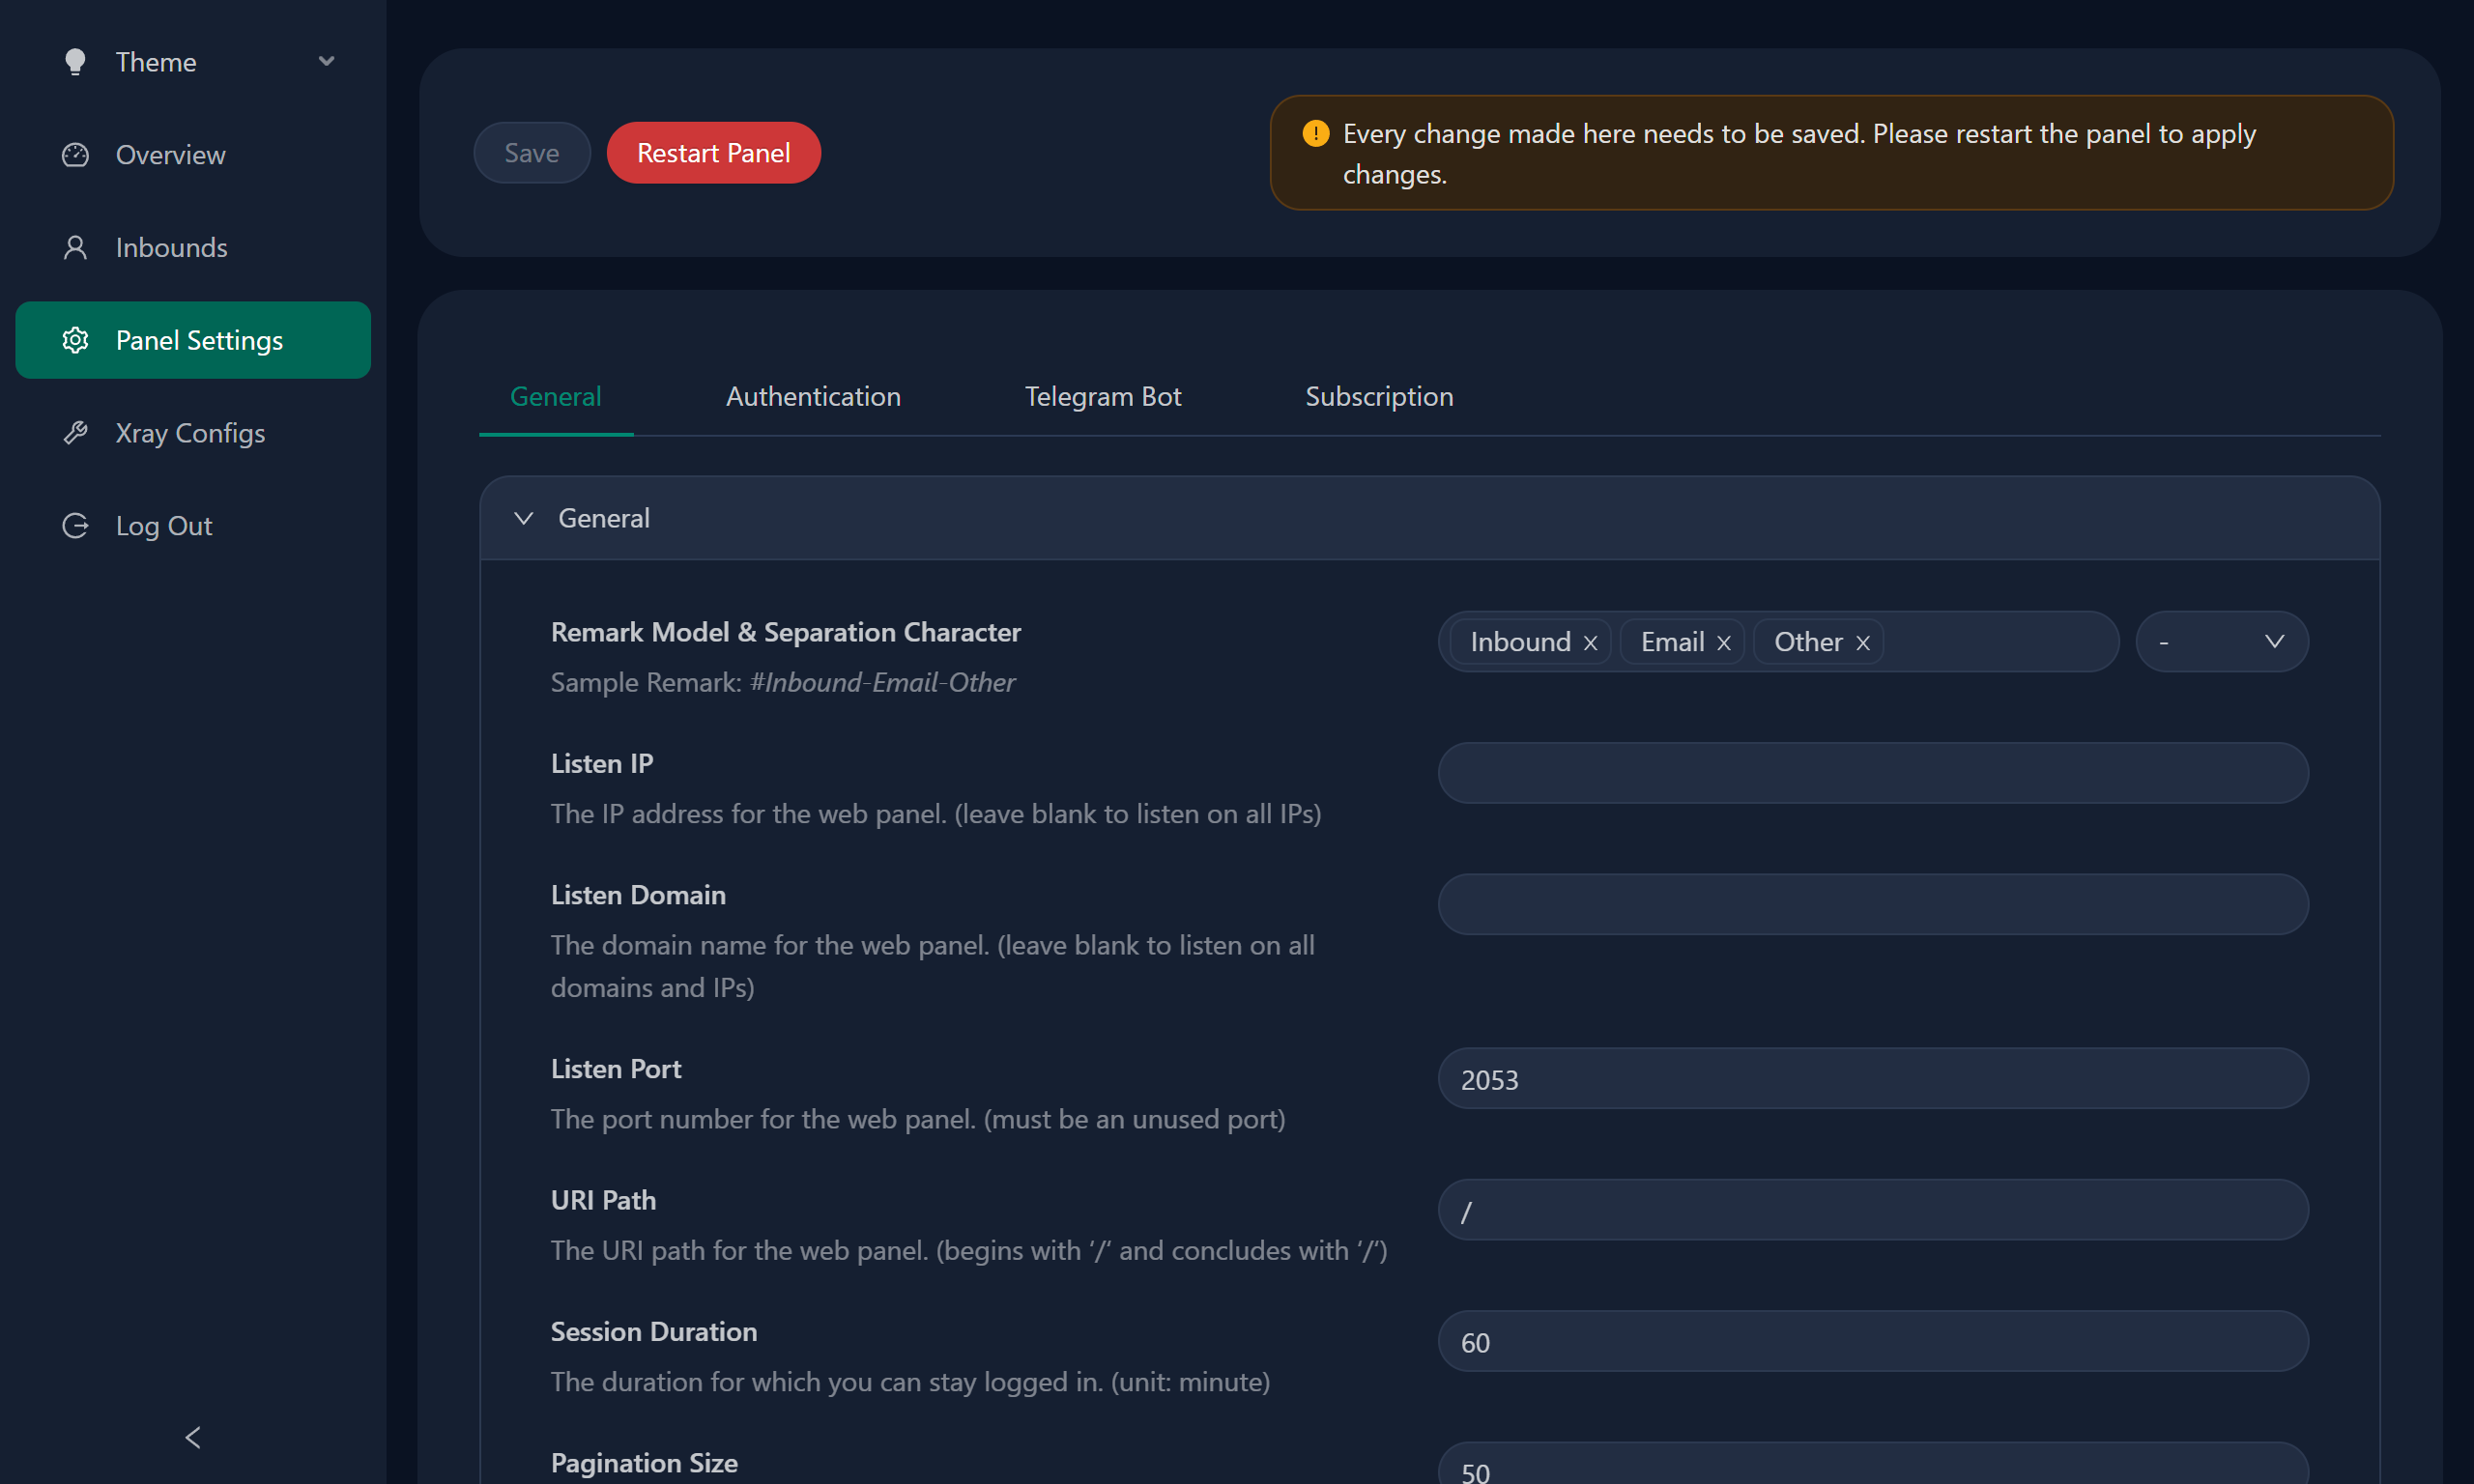 Theme
Overview
Inbounds
Panel Settings
Xray Configs
Log Out
Save
Restart Panel
Every change made here needs to be saved. Please restart the panel to apply
changes.
General
Authentication
Telegram Bot
Subscription
General
Remark Model & Separation Character
Sample Remark: #Inbound-Email-Other
Inbound
Email
Other
-
Listen IP
The IP address for the web panel. (leave blank to listen on all IPs)
Listen Domain
The domain name for the web panel. (leave blank to listen on all
domains and IPs)
Listen Port
The port number for the web panel. (must be an unused port)
2053
URI Path
The URI path for the web panel. (begins with ‘/‘ and concludes with ‘/‘)
/
Session Duration
The duration for which you can stay logged in. (unit: minute)
60
Pagination Size
50